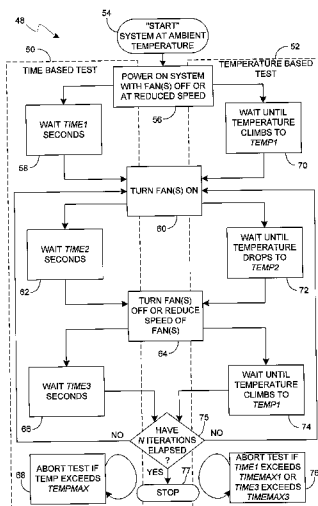 48
54
"START"
SYSTEM AT AMBIENT
TEMPERATURE
50
52
TIME BASED TEST
TEMPERATURE BASED
TEST
POWER ON SYSTEM
WITH FAN(S) OFF OR
AT REDUCED SPEED
56
WAIT TIME1
SECONDS
58
WAIT UNTIL
TEMPERATURE
CLIMBS TO
TEMP1
70
TURN FAN(S) ON
60
WAIT TIME2
SECONDS
62
WAIT UNTIL
TEMPERATURE
DROPS TO
TEMP2
72
TURN FAN(S)
OFF OR REDUCE
SPEED OF
FAN(S)
64
WAIT TIME3
SECONDS
66
WAIT UNTIL
TEMPERATURE
CLIMBS TO
TEMP1
74
75
HAVE
N ITERATIONS
ELAPSED
?
NO
NO
YES
77
STOP
68
ABORT TEST IF
TEMP EXCEEDS
TEMPMAX
76
ABORT TEST IF
TIME1 EXCEEDS
TIMEMAX1 OR
TIME3 EXCEEDS
TIMEMAX3